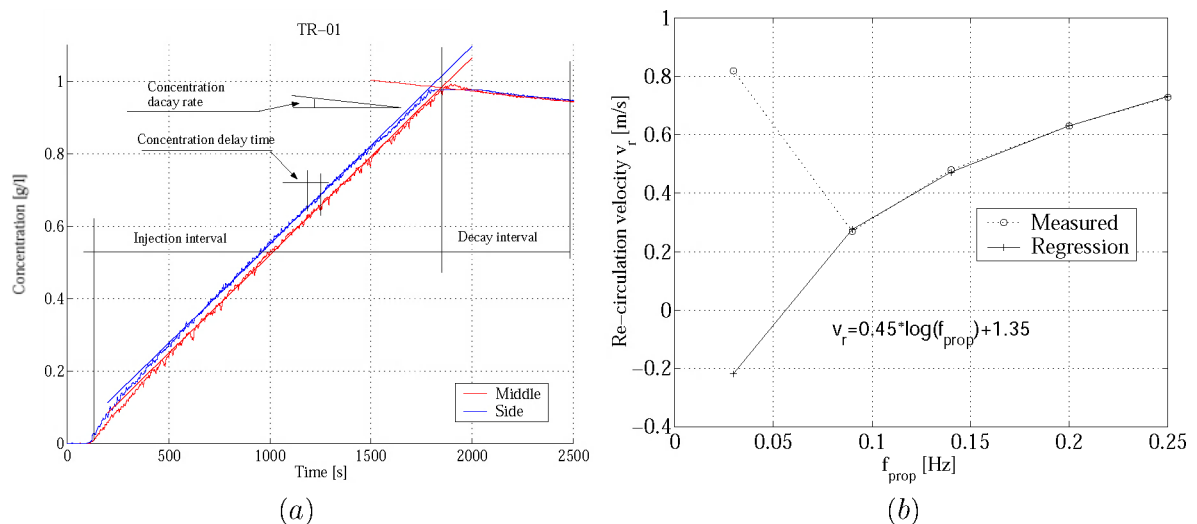 TR−01
Concentration [g/l]
1
0.8
0.6
0.4
0.2
0
Concentration
dacay rate
Concentration delay time
Injection interval
Decay interval
Middle
Side
0
500
1000
1500
2000
2500
Time [s]
(a)
Re−circulation velocity v_r [m/s]
1
0.8
0.6
0.4
0.2
0
−0.2
−0.4
Measured
Regression
v_r=0.45*log(f_prop)+1.35
0
0.05
0.1
0.15
0.2
0.25
f_prop [Hz]
(b)